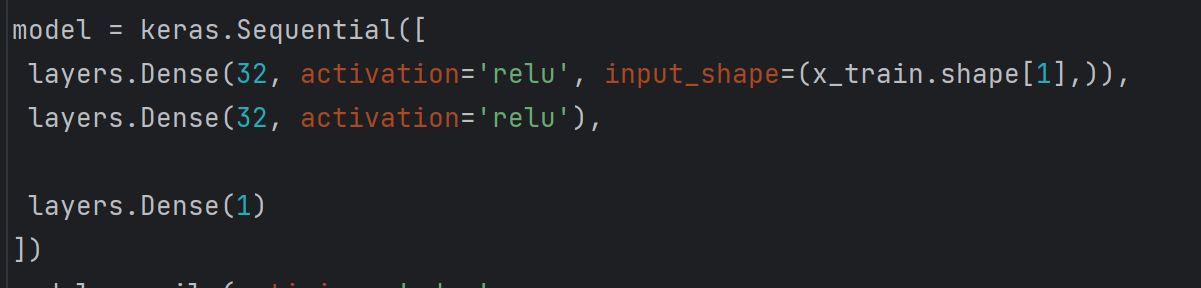 model = keras.Sequential([
 layers.Dense(32, activation='relu', input_shape=(x_train.shape[1],)),
 layers.Dense(32, activation='relu'),
 layers.Dense(1)
])